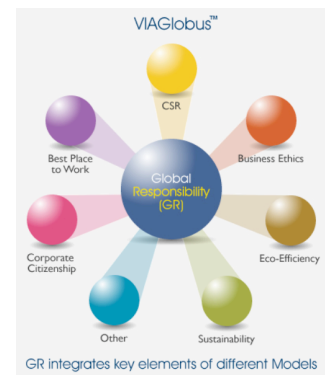 VIAGlobus™
CSR
Best Place
to Work
Business Ethics
Global
Responsibility
(GR)
Corporate
Citizenship
Eco-Efficiency
Other
Sustainability
GR integrates key elements of different Models